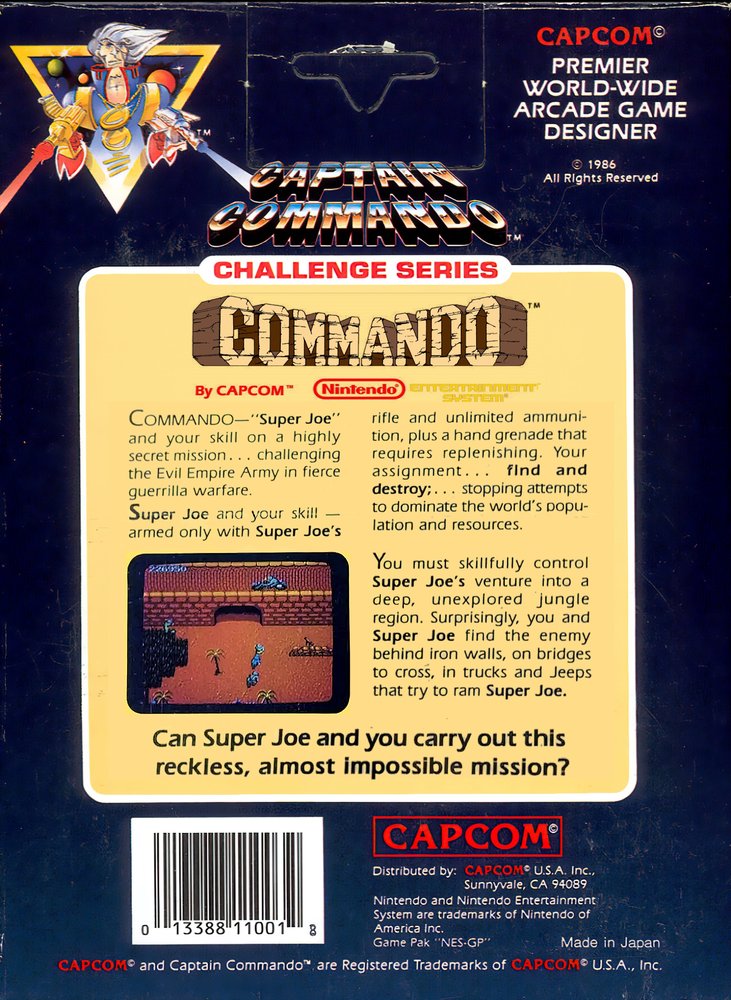 CAPCOM©
PREMIER
WORLD-WIDE
ARCADE GAME
DESIGNER
© 1986
All Rights Reserved
TM
CAPTAIN
COMMANDO™
CHALLENGE SERIES
COMMANDO™
By CAPCOM™ Nintendo® ENTERTAINMENT SYSTEM®
COMMANDO—"Super Joe"
and your skill on a highly
secret mission... challenging
the Evil Empire Army in fierce
guerrilla warfare.
Super Joe and your skill —
armed only with Super Joe's
rifle and unlimited ammuni-
tion, plus a hand grenade that
requires replenishing. Your
assignment... find and
destroy;... stopping attempts
to dominate the world's popu-
lation and resources.
226950
You must skillfully control
Super Joe's venture into a
deep, unexplored jungle
region. Surprisingly, you and
Super Joe find the enemy
behind iron walls, on bridges
to cross, in trucks and Jeeps
that try to ram Super Joe.
Can Super Joe and you carry out this
reckless, almost impossible mission?
0 13388 11001 8
CAPCOM©
Distributed by: CAPCOM© U.S.A. Inc.,
Sunnyvale, CA 94089
Nintendo and Nintendo Entertainment
System are trademarks of Nintendo of
America Inc.
Game Pak "NES-GP" Made in Japan
CAPCOM© and Captain Commando™ are Registered Trademarks of CAPCOM© U.S.A., Inc.